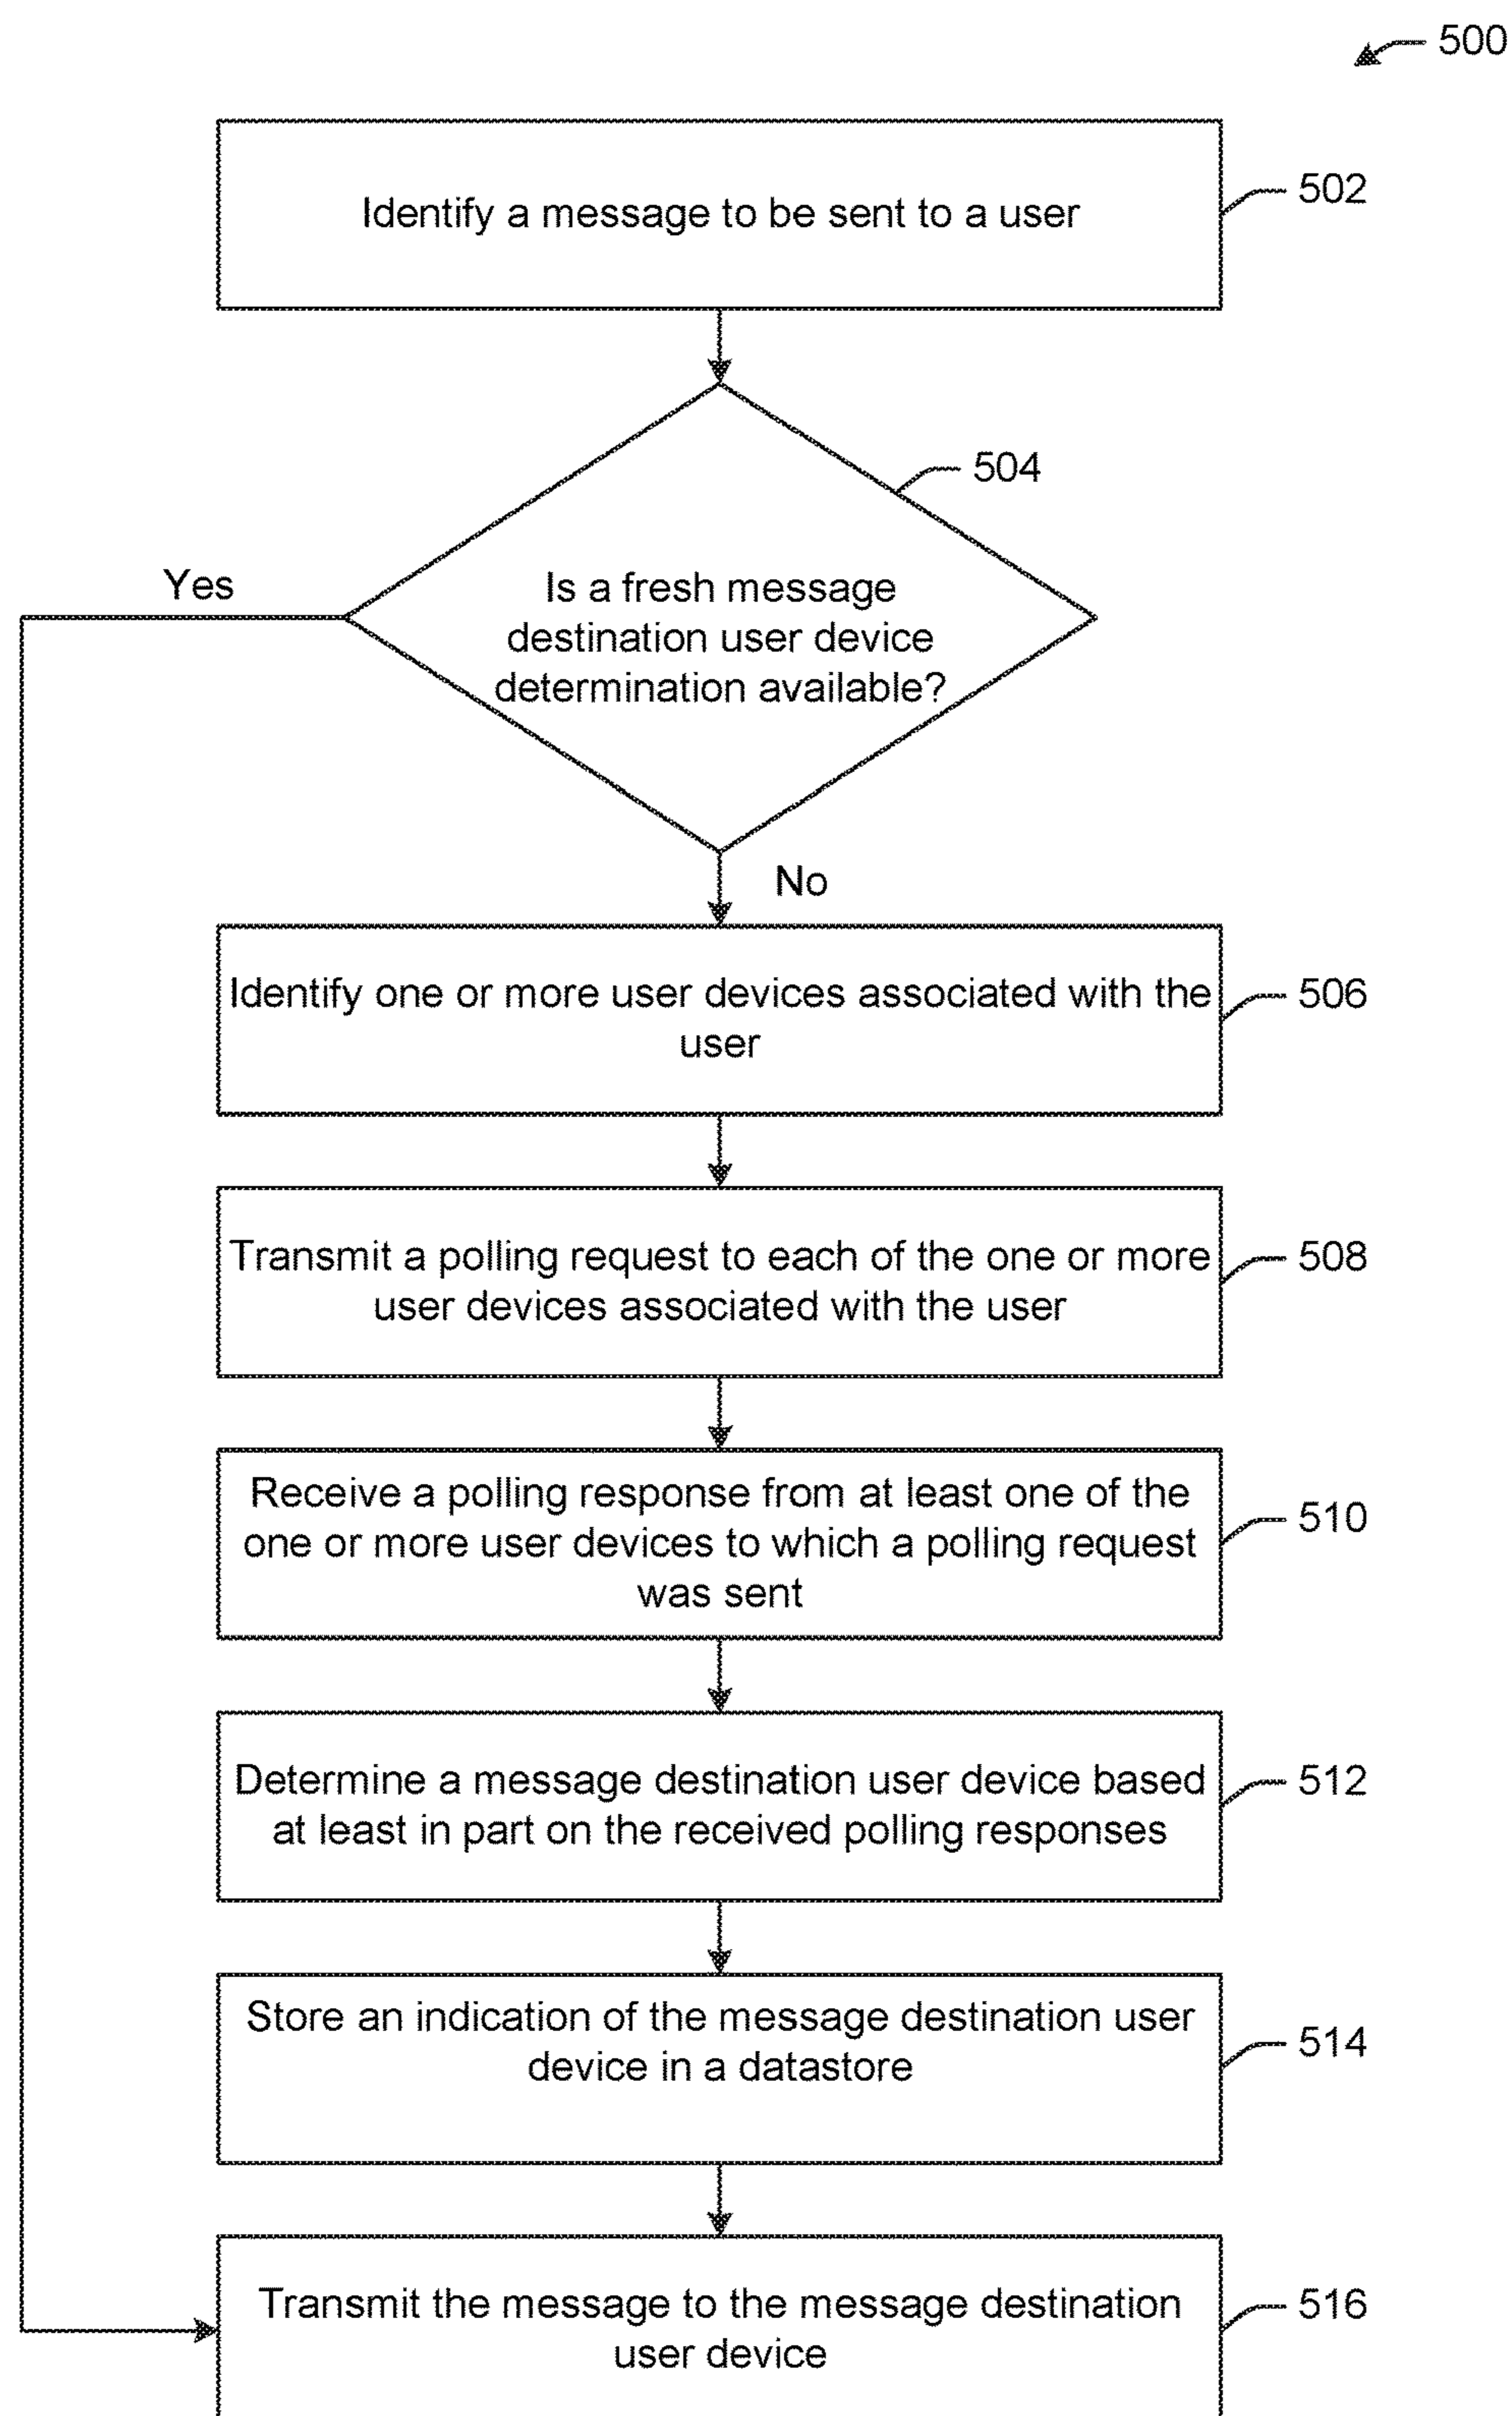 500
Identify a message to be sent to a user
502
504
Yes
Is a fresh message
destination user device
determination available?
No
Identify one or more user devices associated with the
user
506
Transmit a polling request to each of the one or more
user devices associated with the user
508
Receive a polling response from at least one of the
one or more user devices to which a polling request
was sent
510
Determine a message destination user device based
at least in part on the received polling responses
512
Store an indication of the message destination user
device in a datastore
514
Transmit the message to the message destination
user device
516